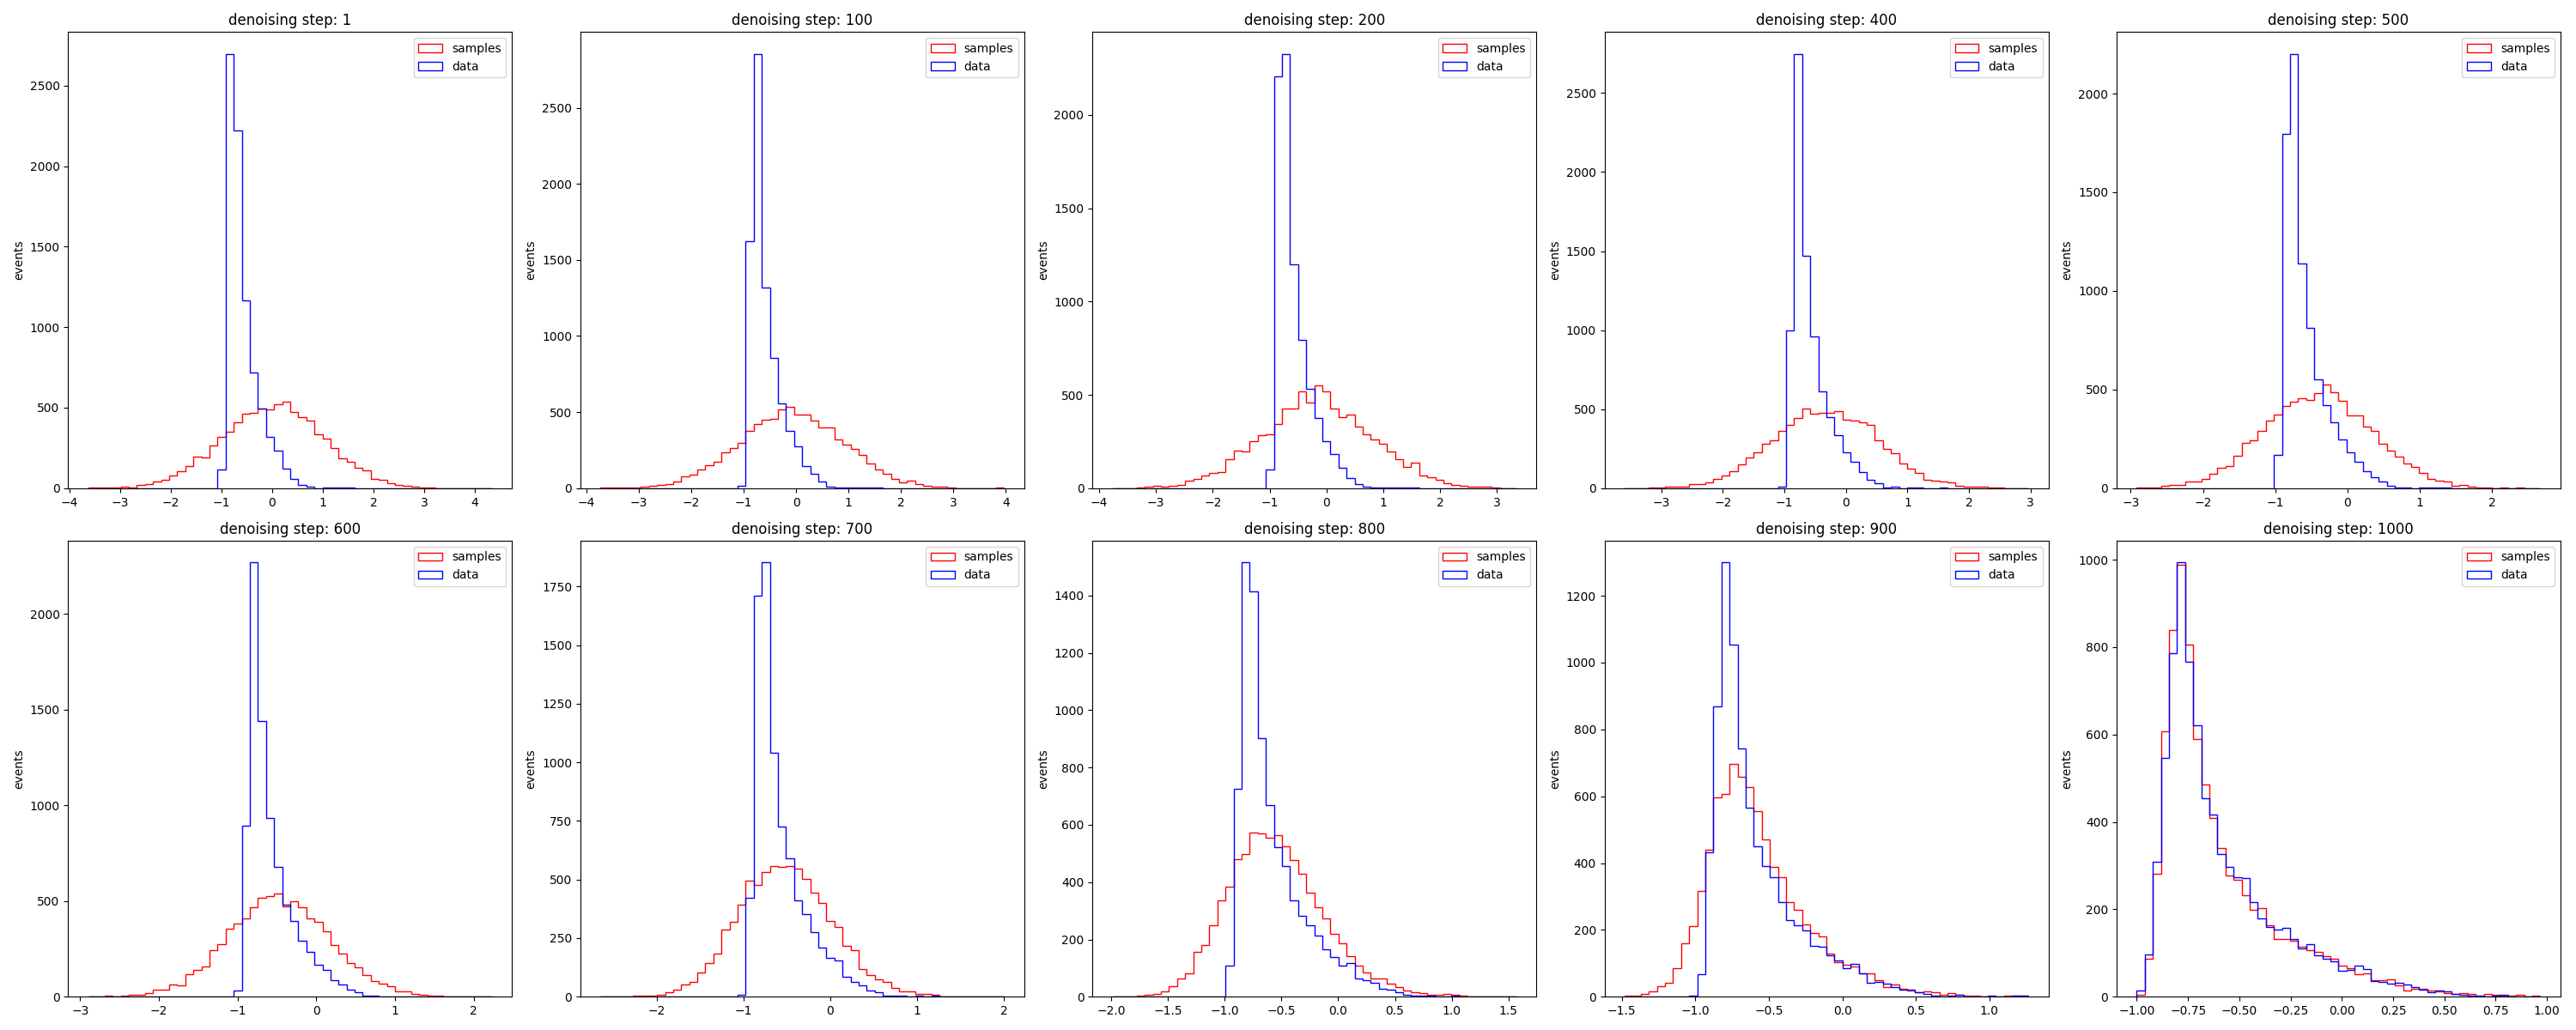 denoising step: 1
samples
data
2500
2000
1500
1000
500
0
events
−4 −3 −2 −1 0 1 2 3 4
denoising step: 100
samples
data
2500
2000
1500
1000
500
0
events
−4 −3 −2 −1 0 1 2 3 4
denoising step: 200
samples
data
2000
1500
1000
500
0
events
−4 −3 −2 −1 0 1 2 3
denoising step: 400
samples
data
2500
2000
1500
1000
500
0
events
−3 −2 −1 0 1 2 3
denoising step: 500
samples
data
2000
1500
1000
500
0
events
−3 −2 −1 0 1 2
denoising step: 600
samples
data
2000
1500
1000
500
0
events
−3 −2 −1 0 1 2
denoising step: 700
samples
data
1750
1500
1250
1000
750
500
250
0
events
−2 −1 0 1 2
denoising step: 800
samples
data
1400
1200
1000
800
600
400
200
0
events
−2.0 −1.5 −1.0 −0.5 0.0 0.5 1.0 1.5
denoising step: 900
samples
data
1200
1000
800
600
400
200
0
events
−1.5 −1.0 −0.5 0.0 0.5 1.0
denoising step: 1000
samples
data
1000
800
600
400
200
0
events
−1.00 −0.75 −0.50 −0.25 0.00 0.25 0.50 0.75 1.00